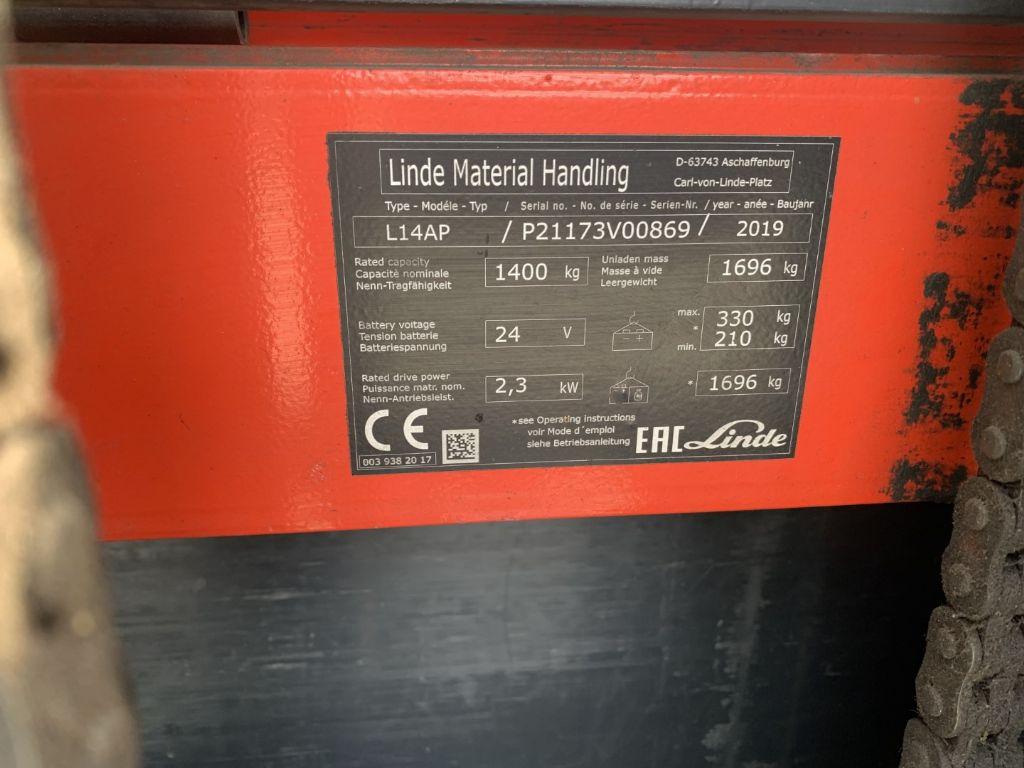 Linde Material Handling
D-63743 Aschaffenburg
Carl-von-Linde-Platz
Type - Modéle - Typ / Serial no. - No. de série - Serien-Nr. / year - anée - Baujahr
L14AP / P21173V00869 / 2019
Rated capacity
Capacité nominale
Nenn-Tragfähigkeit
1400 kg
Unladen mass
Masse à vide
Leergewicht
1696 kg
Battery voltage
Tension batterie
Batteriespannung
24 V
- +
max. 330 kg
*
min. 210 kg
Rated drive power
Puissance matr. nom.
Nenn-Antriebsleist.
2,3 kW
* 1696 kg
CE
003 938 20 17
*see Operating instructions
voir Mode d´emploi
siehe Betriebsanleitung
EAC Linde